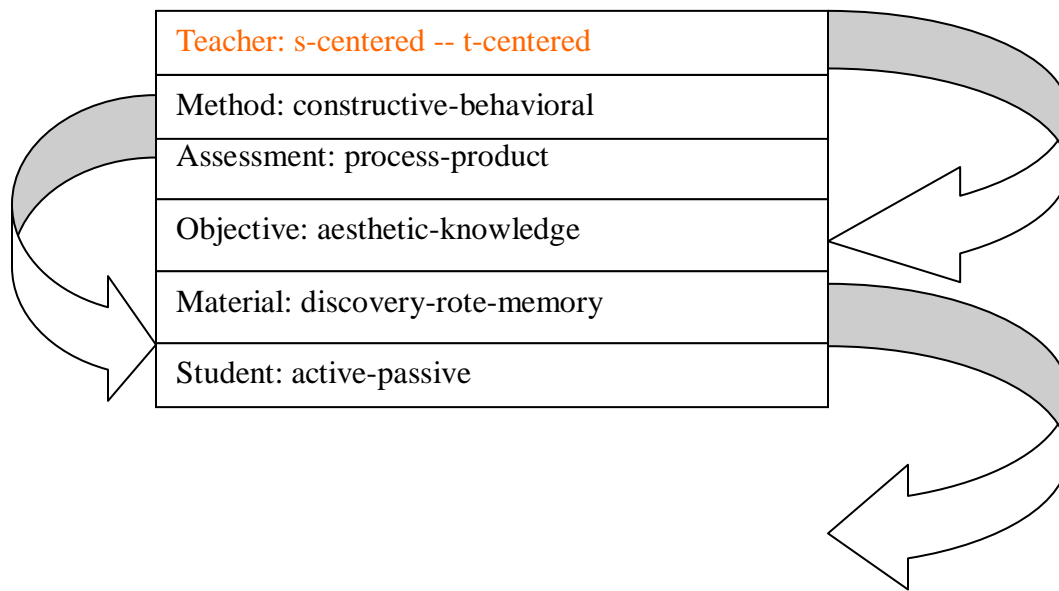 Teacher: s-centered -- t-centered
Method: constructive-behavioral
Assessment: process-product
Objective: aesthetic-knowledge
Material: discovery-rote-memory
Student: active-passive